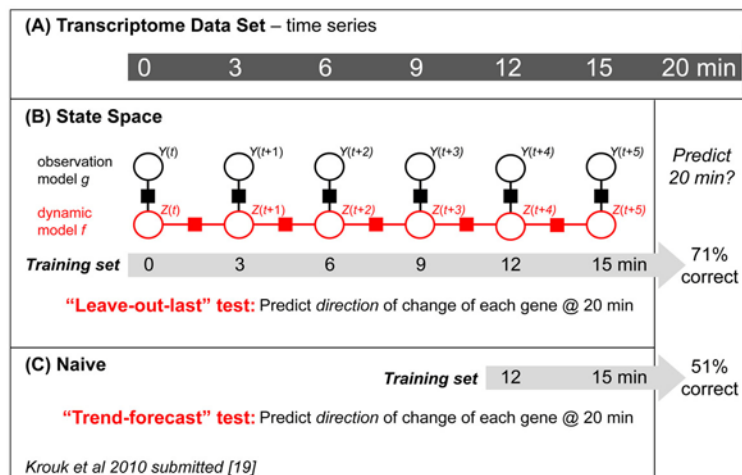 (A) Transcriptome Data Set – time series
0 3 6 9 12 15 20 min
(B) State Space
observation model g
Y(t) Y(t+1) Y(t+2) Y(t+3) Y(t+4) Y(t+5)
Predict 20 min?
dynamic model f
Z(t) Z(t+1) Z(t+2) Z(t+3) Z(t+4) Z(t+5)
Training set 0 3 6 9 12 15 min
71% correct
“Leave-out-last” test: Predict direction of change of each gene @ 20 min
(C) Naive
Training set 12 15 min
51% correct
“Trend-forecast” test: Predict direction of change of each gene @ 20 min
Krouk et al 2010 submitted [19]